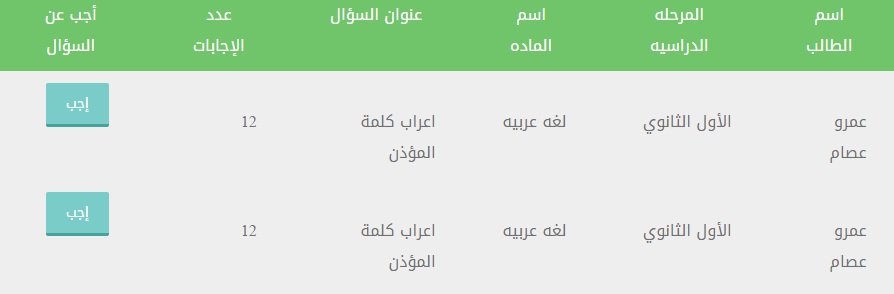 اسم الطالب
المرحله الدراسيه
اسم الماده
عنوان السؤال
عدد الإجابات
أجب عن السؤال
عمرو عصام
الأول الثانوي
لغه عربيه
اعراب كلمة المؤذن
12
إجب
عمرو عصام
الأول الثانوي
لغه عربيه
اعراب كلمة المؤذن
12
إجب